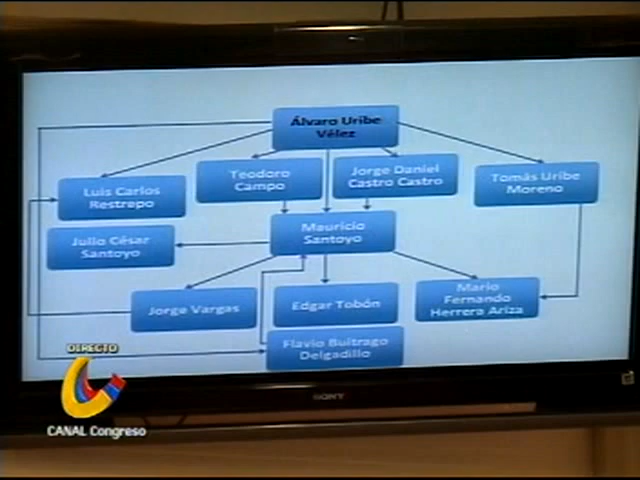 Álvaro Uribe
Vélez
Luis Carlos
Restrepo
Teodoro
Campo
Jorge Daniel
Castro Castro
Tomás Uribe
Moreno
Julio César
Santoyo
Mauricio
Santoyo
Jorge Vargas
Edgar Tobón
Mario
Fernando
Herrera Ariza
Flavio Buitrago
Delgadillo
DIRECTO
CANAL Congreso
SONY